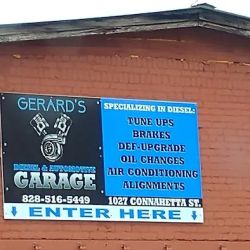 GERARD'S
DIESEL & AUTOMOTIVE
GARAGE
828-516-5449
SPECIALIZING IN DIESEL:
TUNE UPS
BRAKES
DEF-UPGRADE
OIL CHANGES
AIR CONDITIONING
ALIGNMENTS
1027 CONNAHETTA ST.
ENTER HERE